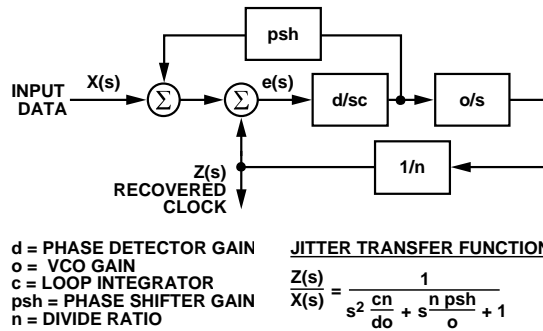 psh
X(s)
e(s)
INPUT
DATA
Σ
Σ
d/sc
o/s
1/n
Z(s)
RECOVERED
CLOCK
d = PHASE DETECTOR GAIN
o = VCO GAIN
c = LOOP INTEGRATOR
psh = PHASE SHIFTER GAIN
n = DIVIDE RATIO
JITTER TRANSFER FUNCTION
Z(s)/X(s) = 1/(s² cn/do + s n psh/o + 1)